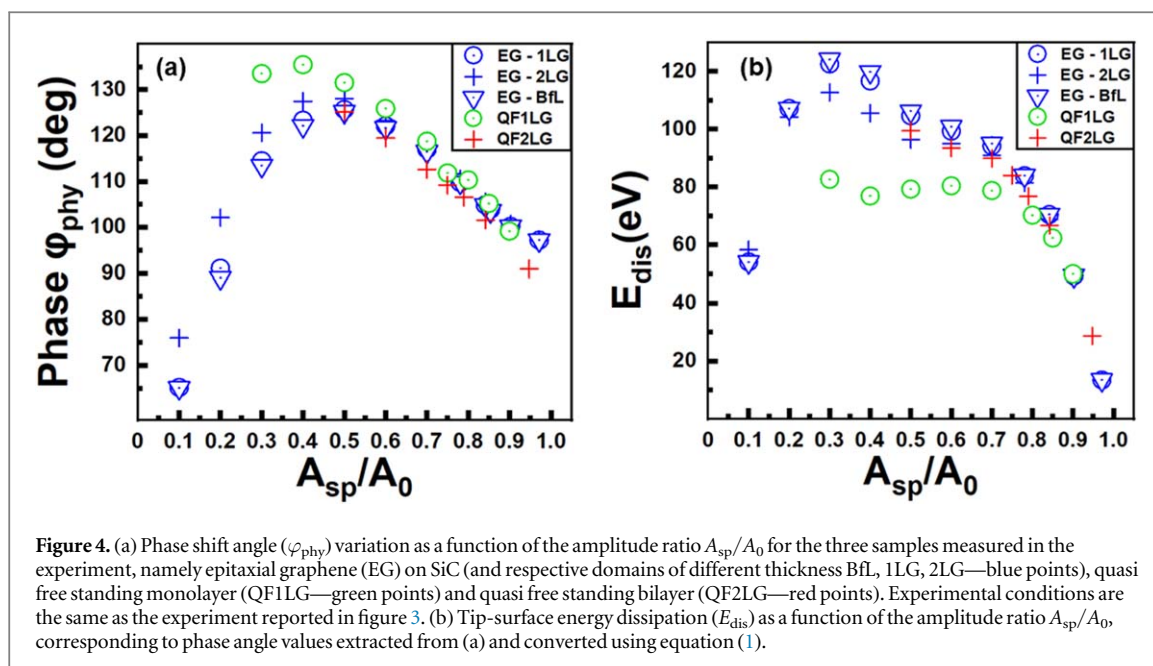 (a)
EG - 1LG
EG - 2LG
EG - BfL
QF1LG
QF2LG
Phase φphy (deg)
130
120
110
100
90
80
70
0 0.1 0.2 0.3 0.4 0.5 0.6 0.7 0.8 0.9 1.0
Asp/A0
(b)
EG - 1LG
EG - 2LG
EG - BfL
QF1LG
QF2LG
Edis(eV)
120
100
80
60
40
20
0 0.1 0.2 0.3 0.4 0.5 0.6 0.7 0.8 0.9 1.0
Asp/A0
Figure 4. (a) Phase shift angle (φphy) variation as a function of the amplitude ratio Asp/A0 for the three samples measured in the
experiment, namely epitaxial graphene (EG) on SiC (and respective domains of different thickness BfL, 1LG, 2LG—blue points), quasi
free standing monolayer (QF1LG—green points) and quasi free standing bilayer (QF2LG—red points). Experimental conditions are
the same as the experiment reported in figure 3. (b) Tip-surface energy dissipation (Edis) as a function of the amplitude ratio Asp/A0,
corresponding to phase angle values extracted from (a) and converted using equation (1).